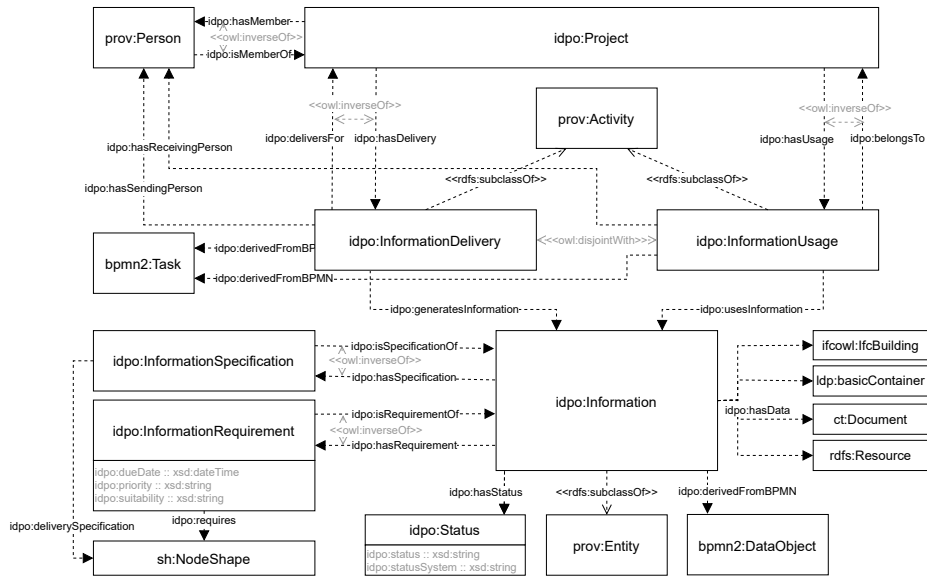 idpo:hasMember
<<owl:inverseOf>>
idpo:isMemberOf
prov:Person
idpo:Project
<<owl:inverseOf>>
<<owl:inverseOf>>
prov:Activity
idpo:deliversFor
idpo:hasDelivery
idpo:hasUsage
idpo:belongsTo
idpo:hasReceivingPerson
idpo:hasSendingPerson
<<rdfs:subclassOf>>
<<rdfs:subclassOf>>
idpo:InformationDelivery
<<owl:disjointWith>>
idpo:InformationUsage
bpmn2:Task
idpo:derivedFromBP
idpo:derivedFromBPMN
idpo:generatesInformation
idpo:usesInformation
idpo:InformationSpecification
idpo:isSpecificationOf
<<owl:inverseOf>>
idpo:hasSpecification
idpo:Information
ifcowl:IfcBuilding
ldp:basicContainer
idpo:hasData
ct:Document
rdfs:Resource
idpo:InformationRequirement
idpo:isRequirementOf
<<owl:inverseOf>>
idpo:hasRequirement
idpo:dueDate :: xsd:dateTime
idpo:priority :: xsd:string
idpo:suitability :: xsd:string
idpo:hasStatus
<<rdfs:subclassOf>>
idpo:derivedFromBPMN
idpo:deliverySpecification
idpo:requires
sh:NodeShape
idpo:Status
idpo:status :: xsd:string
idpo:statusSystem :: xsd:string
prov:Entity
bpmn2:DataObject